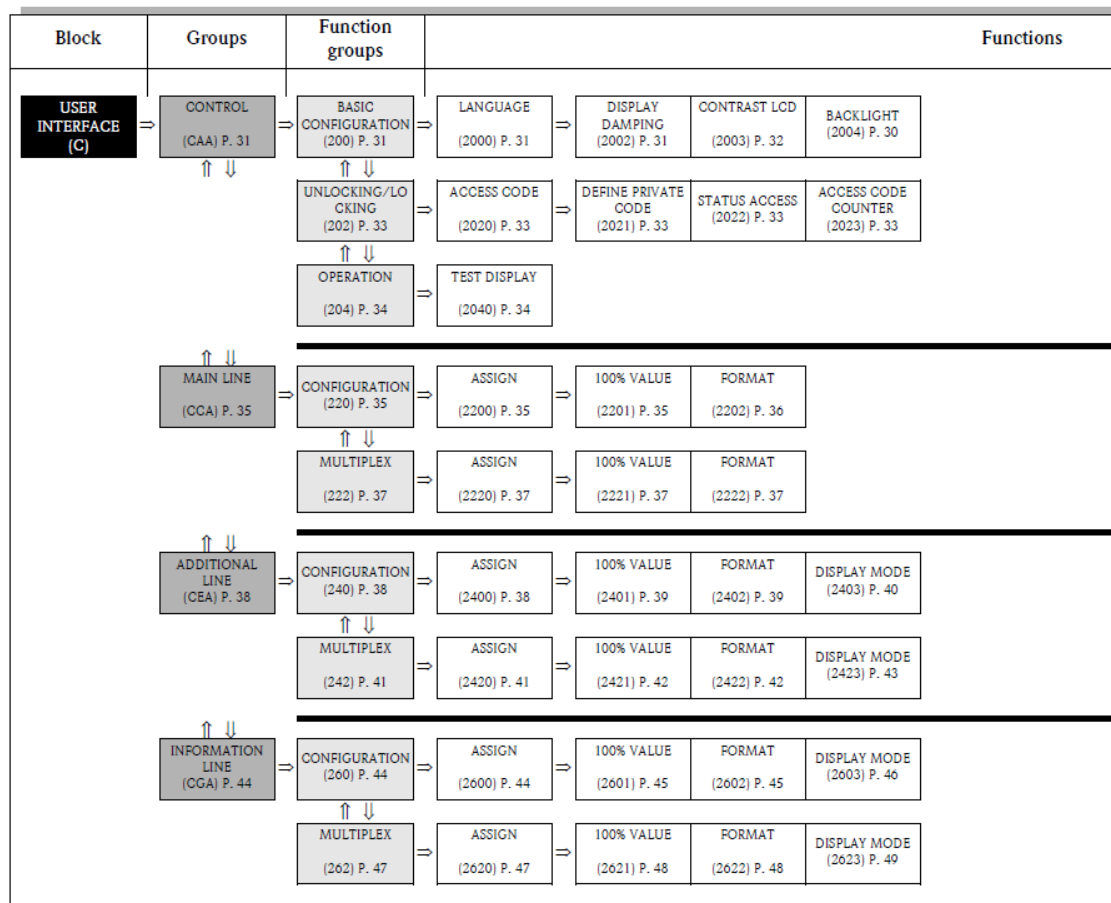 Block
Groups
Function
groups
Functions
USER
INTERFACE
(C)
⇒
CONTROL
(CAA) P. 31
⇒
BASIC
CONFIGURATION
(200) P. 31
⇒
LANGUAGE
(2000) P. 31
⇒
DISPLAY
DAMPING
(2002) P. 31
CONTRAST LCD
(2003) P. 32
BACKLIGHT
(2004) P. 30
⇑ ⇓
⇑ ⇓
UNLOCKING/LO
CKING
(202) P. 33
⇒
ACCESS CODE
(2020) P. 33
⇒
DEFINE PRIVATE
CODE
(2021) P. 33
STATUS ACCESS
(2022) P. 33
ACCESS CODE
COUNTER
(2023) P. 33
⇑ ⇓
OPERATION
(204) P. 34
⇒
TEST DISPLAY
(2040) P. 34
⇑ ⇓
MAIN LINE
(CCA) P. 35
⇒
CONFIGURATION
(220) P. 35
⇒
ASSIGN
(2200) P. 35
⇒
100% VALUE
(2201) P. 35
FORMAT
(2202) P. 36
⇑ ⇓
MULTIPLEX
(222) P. 37
⇒
ASSIGN
(2220) P. 37
⇒
100% VALUE
(2221) P. 37
FORMAT
(2222) P. 37
⇑ ⇓
ADDITIONAL
LINE
(CEA) P. 38
⇒
CONFIGURATION
(240) P. 38
⇒
ASSIGN
(2400) P. 38
⇒
100% VALUE
(2401) P. 39
FORMAT
(2402) P. 39
DISPLAY MODE
(2403) P. 40
⇑ ⇓
MULTIPLEX
(242) P. 41
⇒
ASSIGN
(2420) P. 41
⇒
100% VALUE
(2421) P. 42
FORMAT
(2422) P. 42
DISPLAY MODE
(2423) P. 43
⇑ ⇓
INFORMATION
LINE
(CGA) P. 44
⇒
CONFIGURATION
(260) P. 44
⇒
ASSIGN
(2600) P. 44
⇒
100% VALUE
(2601) P. 45
FORMAT
(2602) P. 45
DISPLAY MODE
(2603) P. 46
⇑ ⇓
MULTIPLEX
(262) P. 47
⇒
ASSIGN
(2620) P. 47
⇒
100% VALUE
(2621) P. 48
FORMAT
(2622) P. 48
DISPLAY MODE
(2623) P. 49